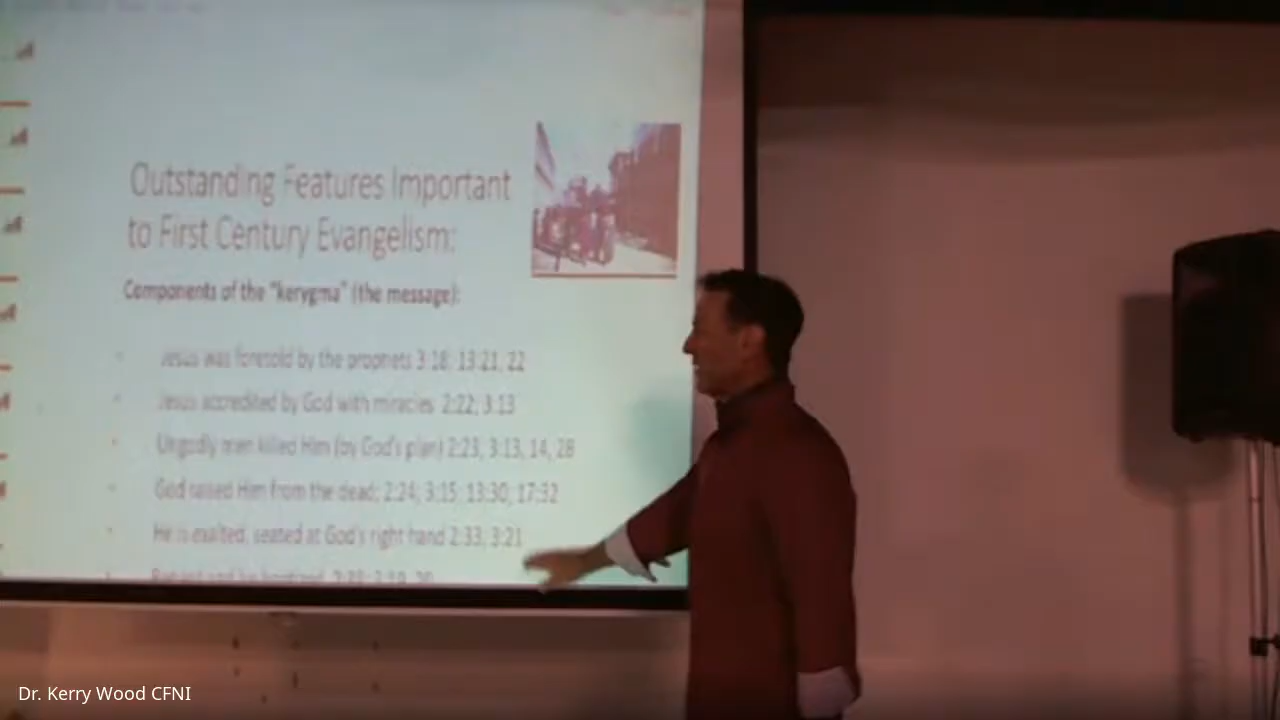 Outstanding Features Important
to First Century Evangelism:
Components of the "kerygma" (the message):
Jesus was foretold by the prophets 3:18; 13:21, 22
Jesus accredited by God with miracles 2:22; 3:13
Ungodly men killed Him (by God's plan) 2:23, 3:13, 14, 28
God raised Him from the dead; 2:24; 3:15; 13:30; 17:32
He is exalted, seated at God's right hand 2:33, 3:21
Dr. Kerry Wood CFNI